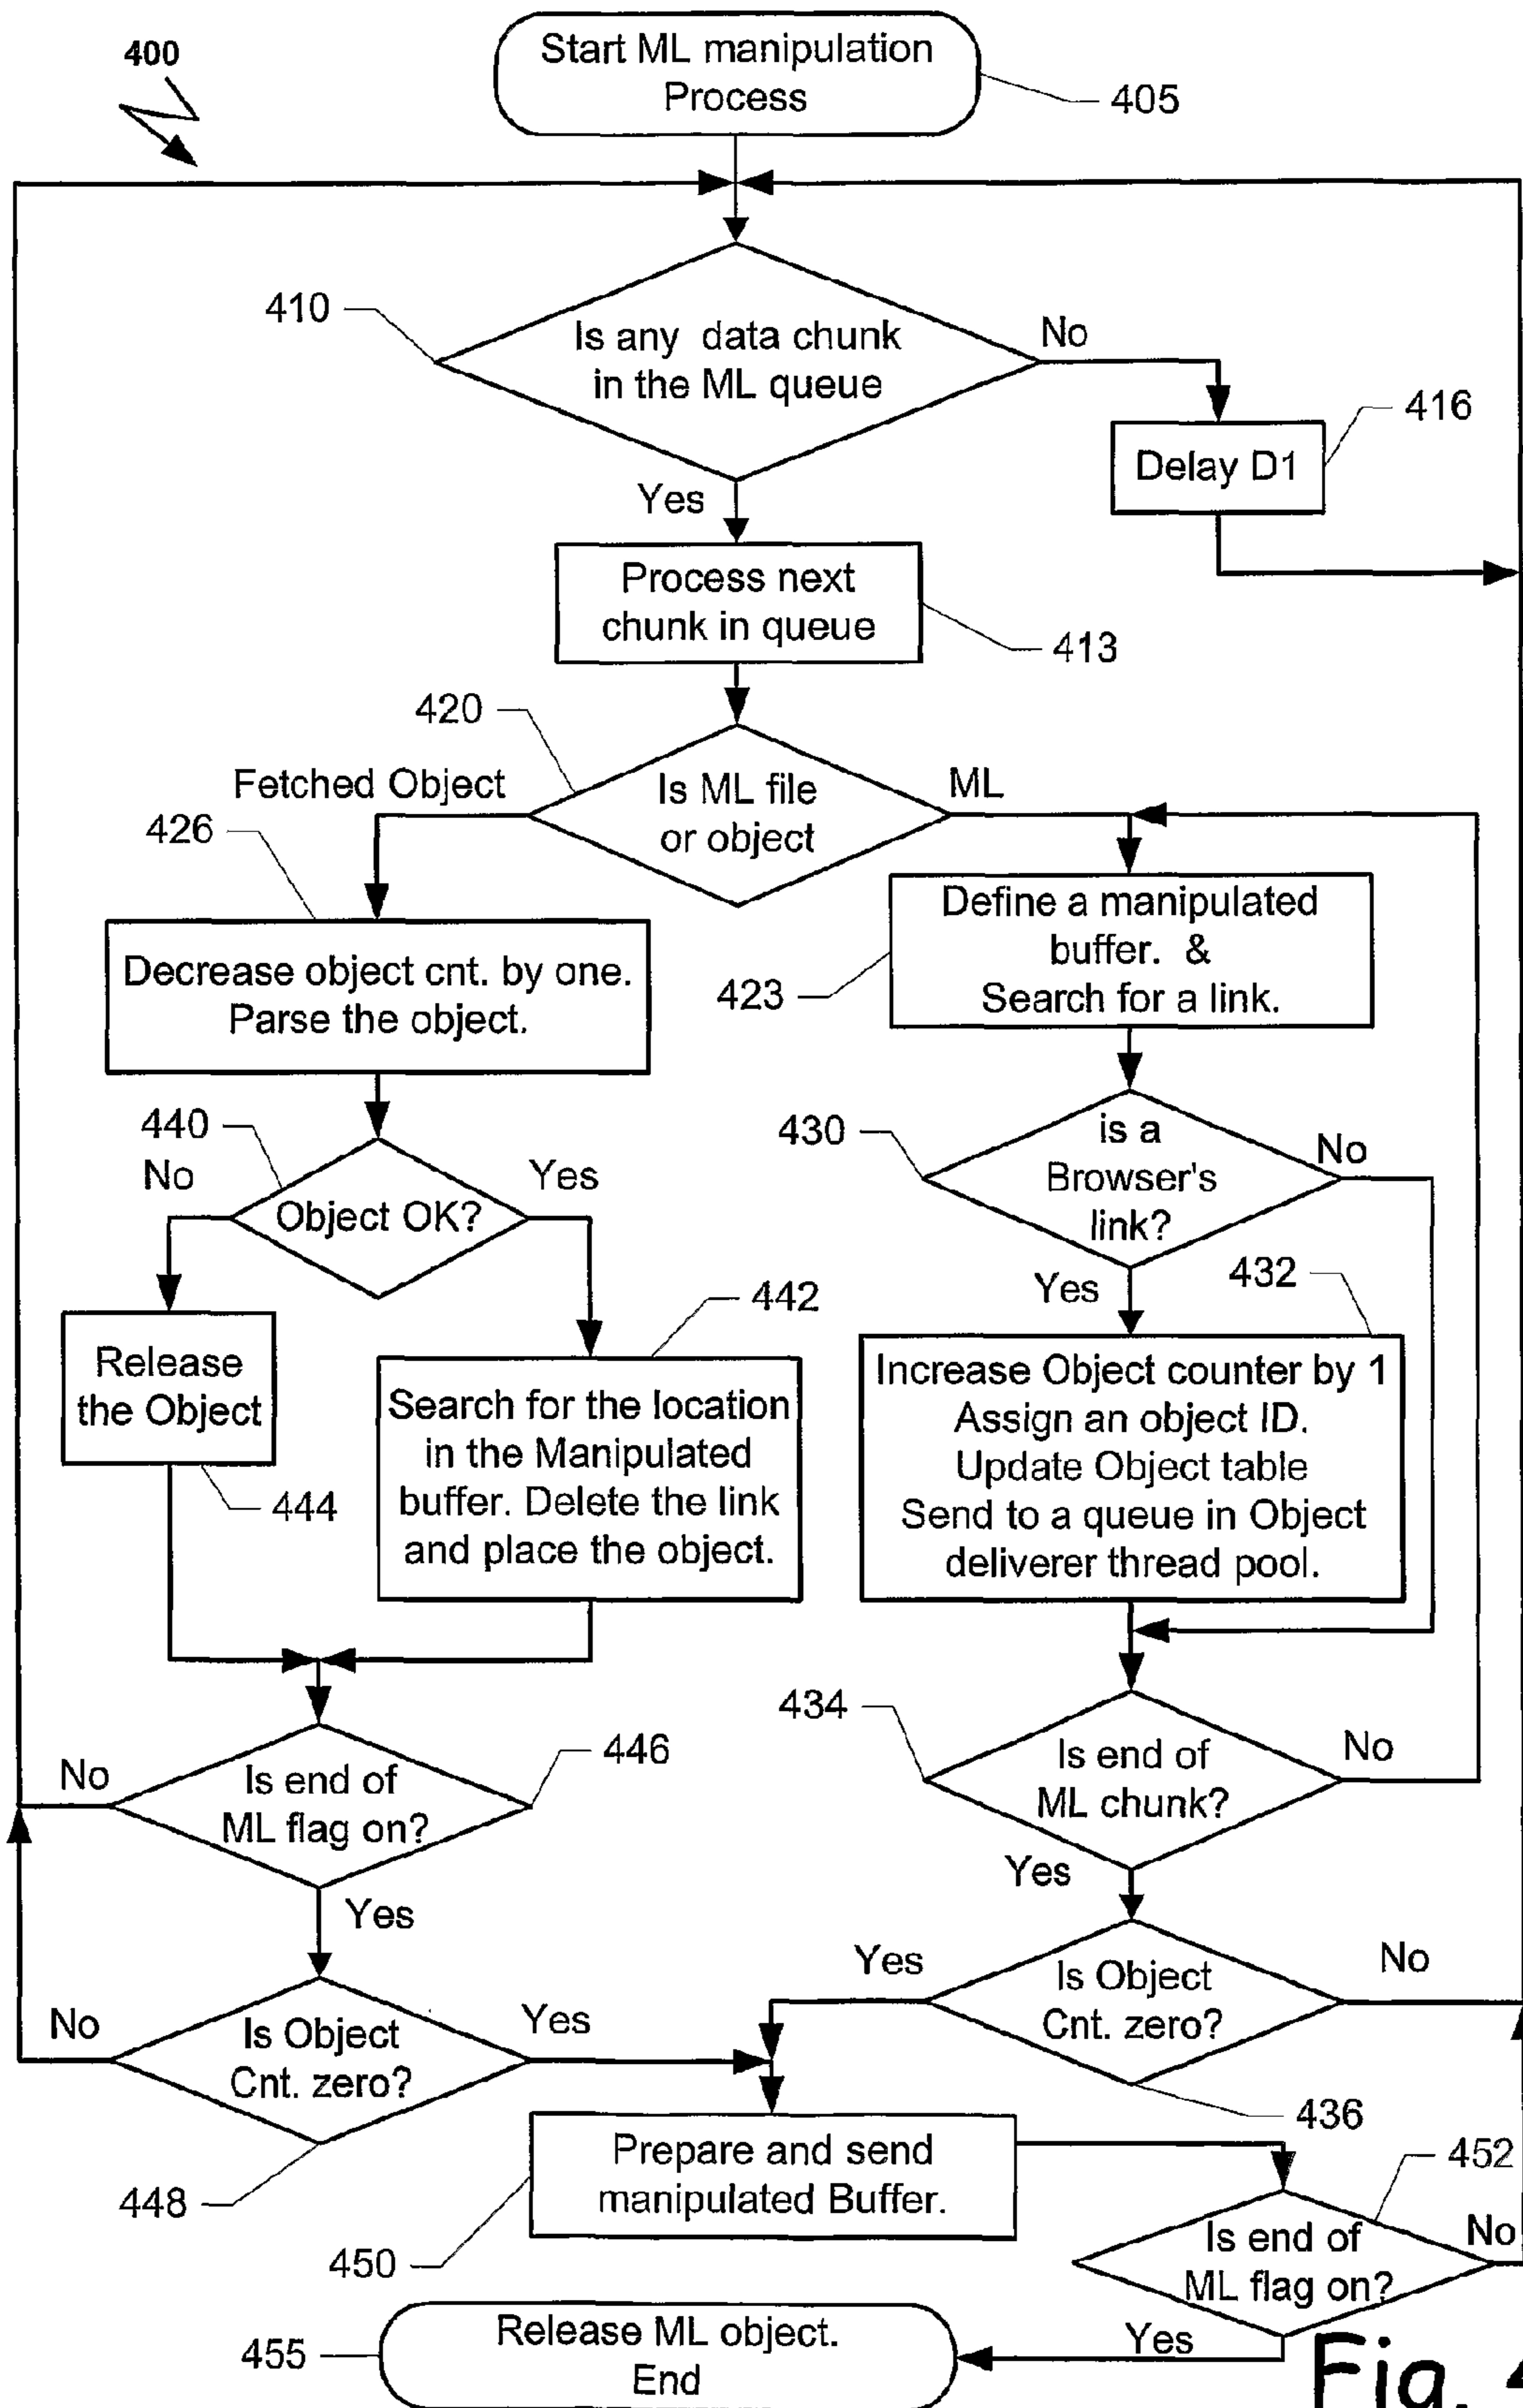 400
Start ML manipulation
Process
405
410
Is any data chunk
in the ML queue
No
416
Delay D1
Yes
Process next
chunk in queue
413
420
Is ML file
or object
Fetched Object
ML
426
Decrease object cnt. by one.
Parse the object.
Define a manipulated
buffer. &
Search for a link.
423
440
No
Object OK?
Yes
430
is a
Browser's
link?
No
Yes
432
Release
the Object
444
442
Search for the location
in the Manipulated
buffer. Delete the link
and place the object.
Increase Object counter by 1
Assign an object ID.
Update Object table
Send to a queue in Object
deliverer thread pool.
434
Is end of
ML chunk?
No
Yes
446
No
Is end of
ML flag on?
Yes
Yes
Is Object
Cnt. zero?
No
436
No
Is Object
Cnt. zero?
Yes
448
Prepare and send
manipulated Buffer.
450
452
Is end of
ML flag on?
No
Yes
455
Release ML object.
End
Fig. 4